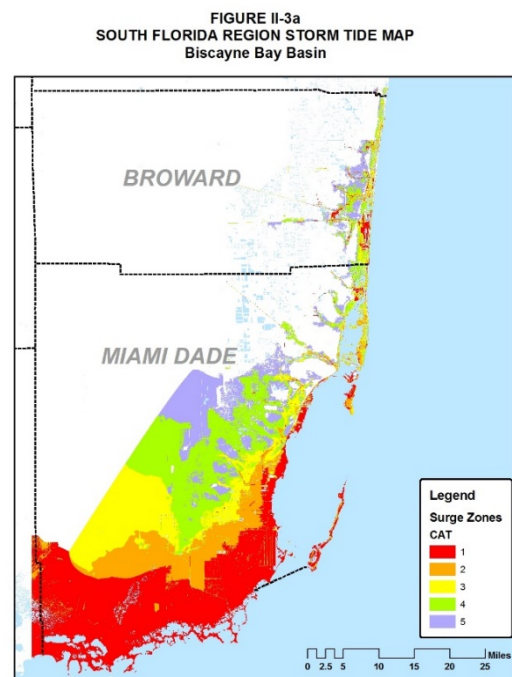 FIGURE II-3a
SOUTH FLORIDA REGION STORM TIDE MAP
Biscayne Bay Basin
BROWARD
MIAMI DADE
Legend
Surge Zones
CAT
1
2
3
4
5
Miles
0 2.5 5 10 15 20 25